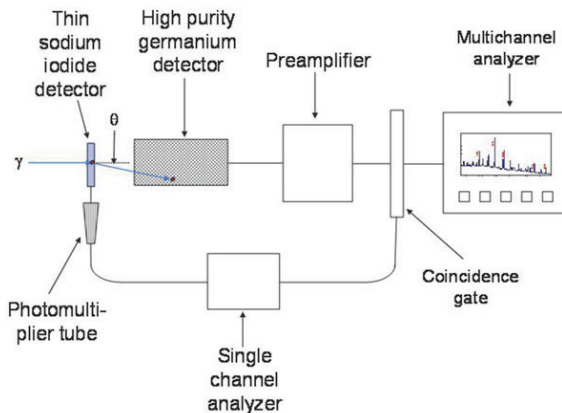 Thin
sodium
iodide
detector
High purity
germanium
detector
Preamplifier
Multichannel
analyzer
θ
γ
Photomulti-
plier tube
Single
channel
analyzer
Coincidence
gate